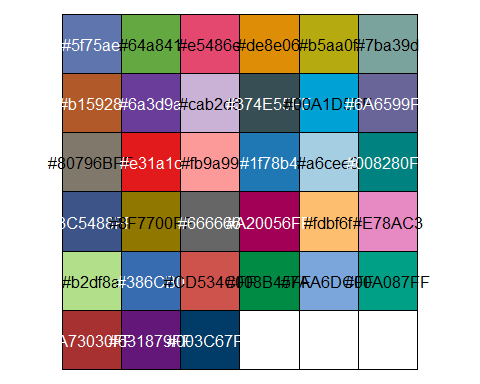 #5f75ae #64a841 #e5486e #de8e06 #b5aa0f #7ba39d
#b15928 #6a3d9a #cab2d6 #374E55FF #00A1D5FF #6A6599FF
#80796BFF #e31a1c #fb9a99 #1f78b4 #a6cee3 #008280FF
#3C5488FF #8F7700FF #666666 #A20056FF #fdbf6f #E78AC3
#b2df8a #386CB0 #CD534CFF #008B45FF #7AA6DCFF #00A087FF
#A73030FF #631879FF #003C67FF